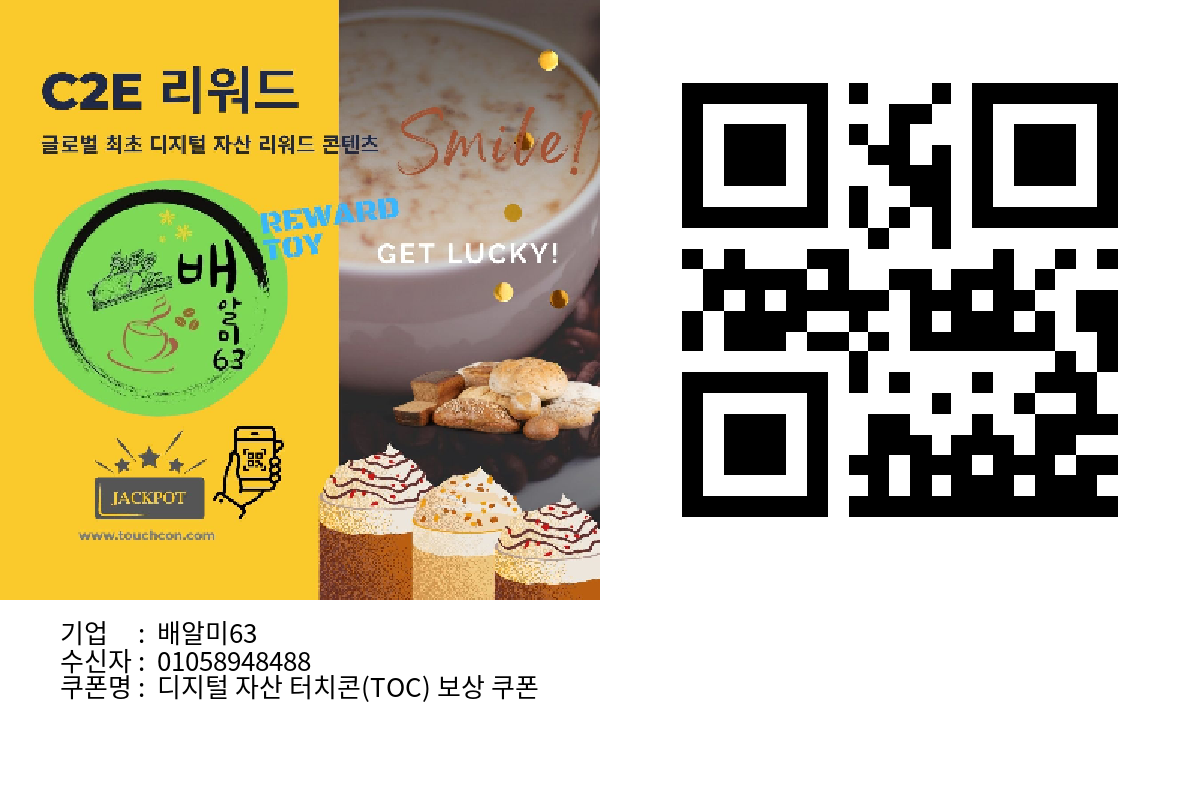 C2E 리워드
글로벌 최초 디지털 자산 리워드 콘텐츠
Smile!
REWARD
TOY
GET LUCKY!
배
알
미
63
JACKPOT
www.touchcon.com
기업 : 배알미63
수신자 : 01058948488
쿠폰명 : 디지털 자산 터치콘(TOC) 보상 쿠폰